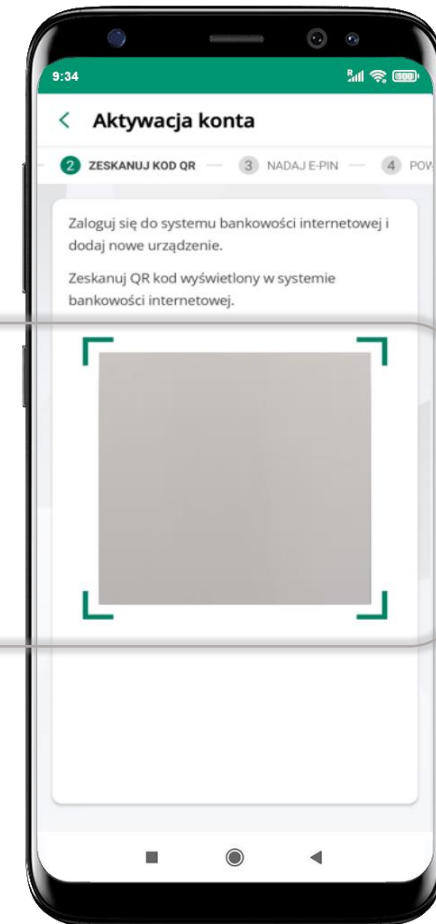 9:34
Aktywacja konta
2 ZESKANUJ KOD QR 3 NADAJ E-PIN 4 POW
Zaloguj się do systemu bankowości internetowej i
dodaj nowe urządzenie.
Zeskanuj QR kod wyświetlony w systemie
bankowości internetowej.